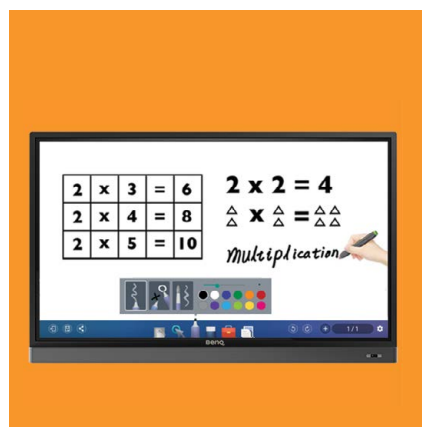 2 x 3 = 6
2 x 4 = 8
2 x 5 = 10
2 x 2 = 4
x =
multiplication
1/1
BenQ